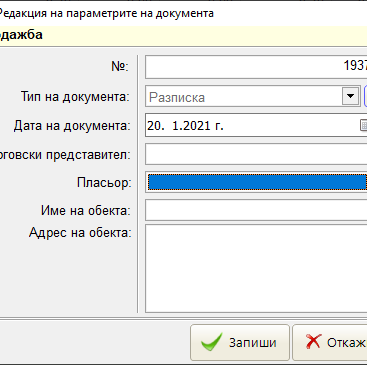 Редакция на параметрите на документа
одажба
№: 1937
Тип на документа: Разписка
Дата на документа: 20. 1.2021 г.
рговски представител:
Пласьор:
Име на обекта:
Адрес на обекта:
Запиши Откаж